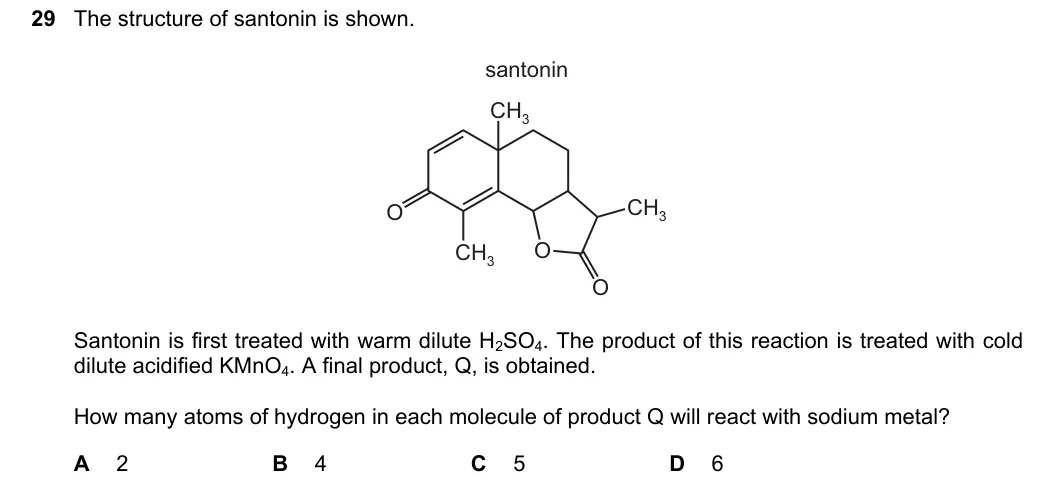 29 The structure of santonin is shown.
santonin
CH₃
O
CH₃
CH₃
O
O
Santonin is first treated with warm dilute H₂SO₄. The product of this reaction is treated with cold
dilute acidified KMnO₄. A final product, Q, is obtained.
How many atoms of hydrogen in each molecule of product Q will react with sodium metal?
A 2 B 4 C 5 D 6